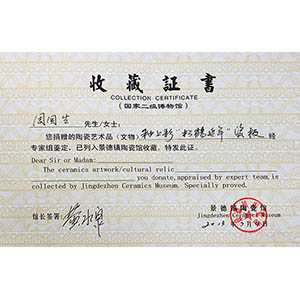 收藏証書
COLLECTION CERTIFICATE
(国家二级博物馆)
周国生 先生/女士:
您捐赠的陶瓷艺术品(文物) 釉上彩"松鹤延年"瓷板 经
专家组鉴定,已列入景德镇陶瓷馆收藏。特发此证。
Dear Sir or Madam:
The ceramics artwork/cultural relic
you donate,appraised by expert team,is
collected by Jingdezhen Ceramics Museum. Specially proved.
馆长签署:
景德镇陶瓷馆
Jingdezhen Ceramics Museum